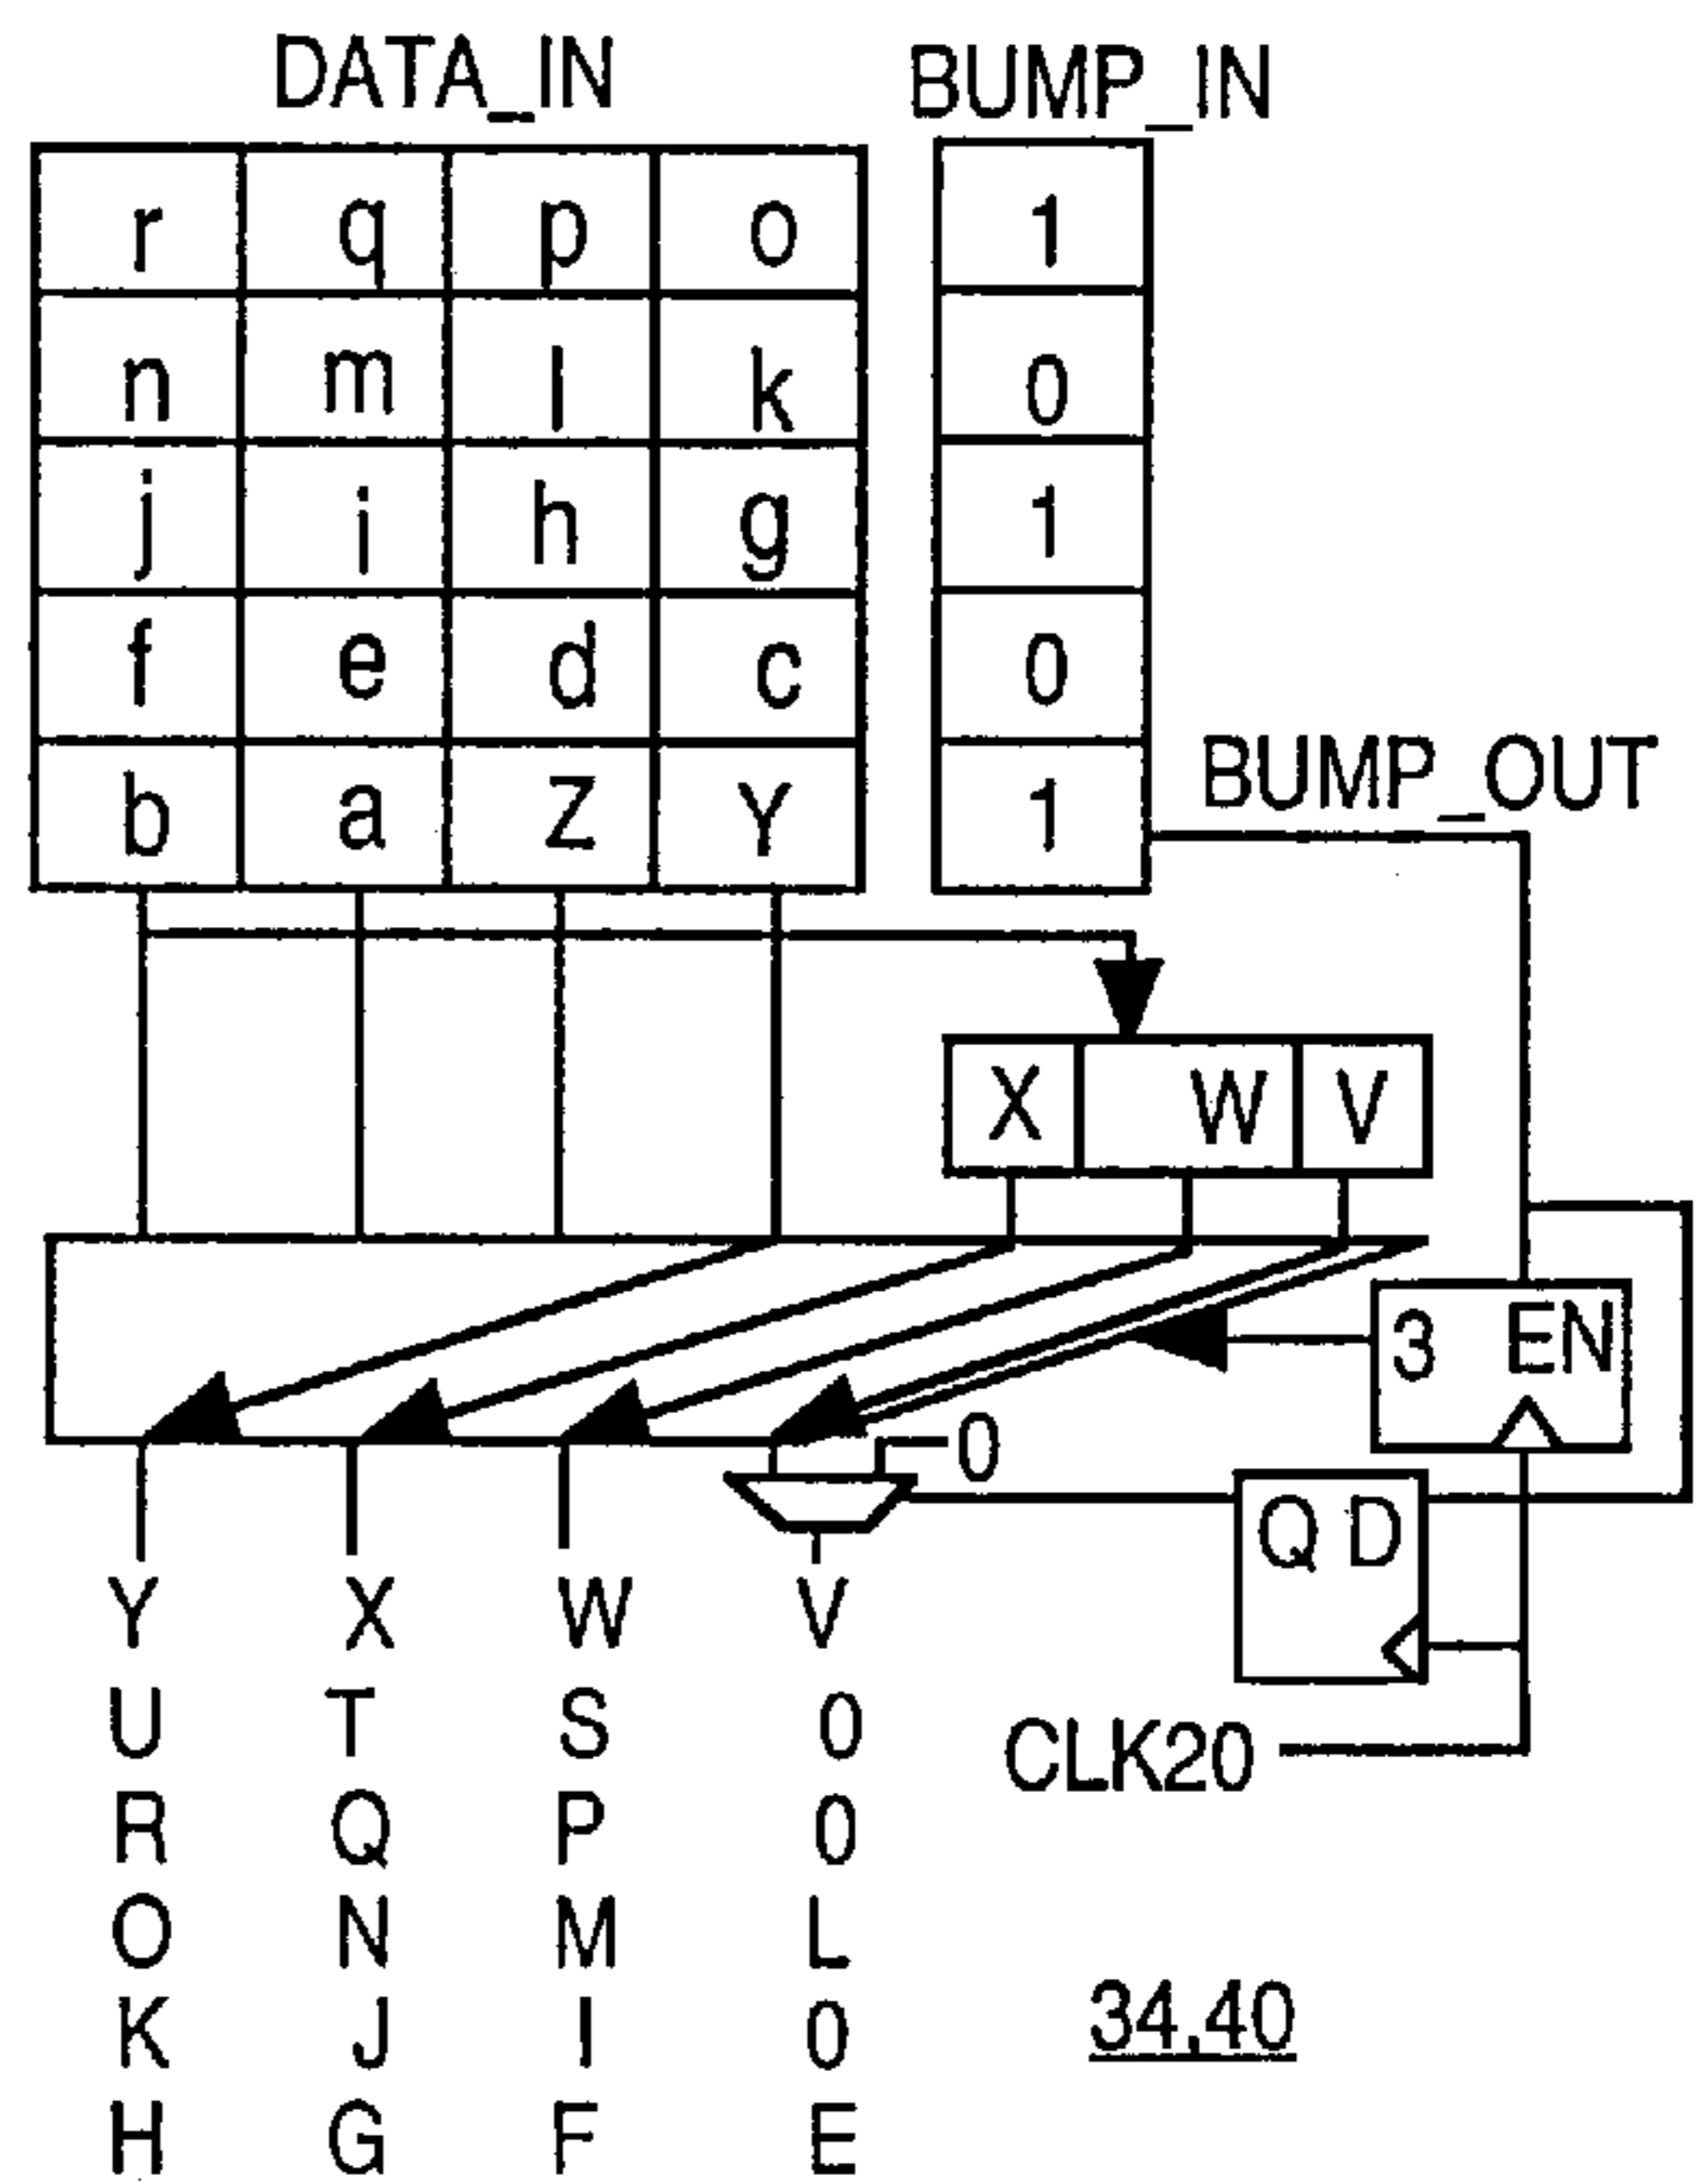 DATA_IN BUMP_IN
r q p o 1
n m l k 0
j i h g 1
f e d c 0
b a Z Y 1
BUMP_OUT
X W V
3 EN
0
Q D
Y X W V
U T S 0
CLK20
R Q P 0
O N M L
K J I 0
34,40
H G F E